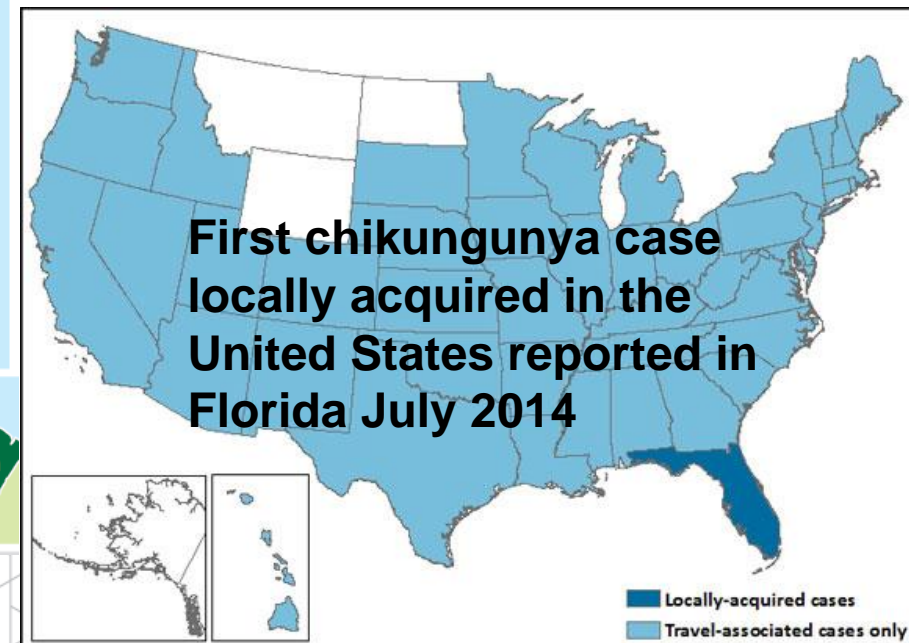 First chikungunya case
locally acquired in the
United States reported in
Florida July 2014
Locally-acquired cases
Travel-associated cases only